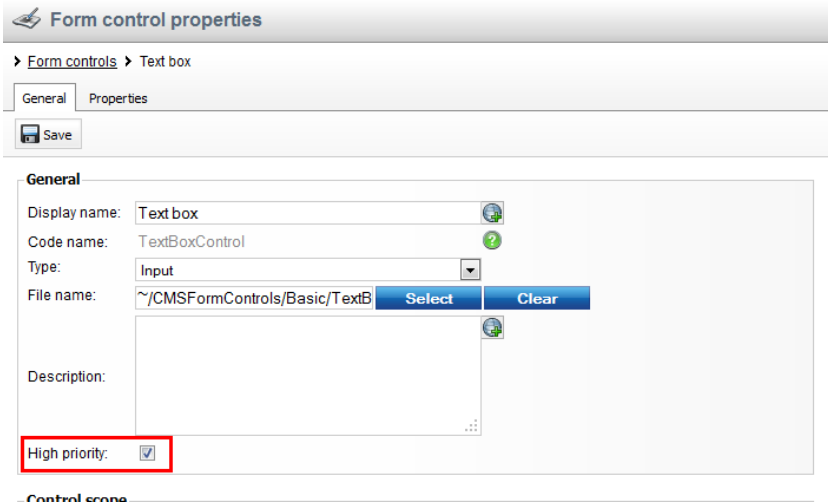 Form control properties
Form controls > Text box
General Properties
Save
General
Display name: Text box
Code name: TextBoxControl
Type: Input
File name: ~/CMSFormControls/Basic/TextB Select Clear
Description:
High priority:
Control scope